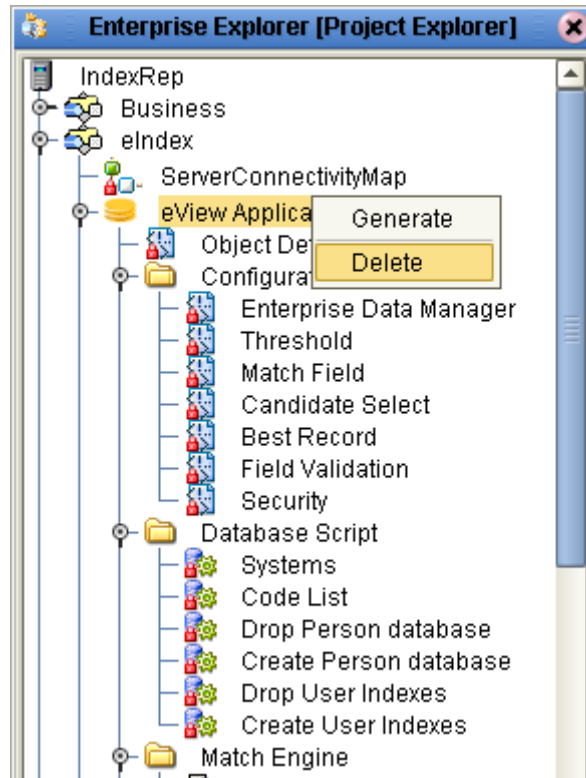 Enterprise Explorer [Project Explorer]
IndexRep
Business
eIndex
ServerConnectivityMap
eView Applica
Generate
Object De
Delete
Configura
Enterprise Data Manager
Threshold
Match Field
Candidate Select
Best Record
Field Validation
Security
Database Script
Systems
Code List
Drop Person database
Create Person database
Drop User Indexes
Create User Indexes
Match Engine